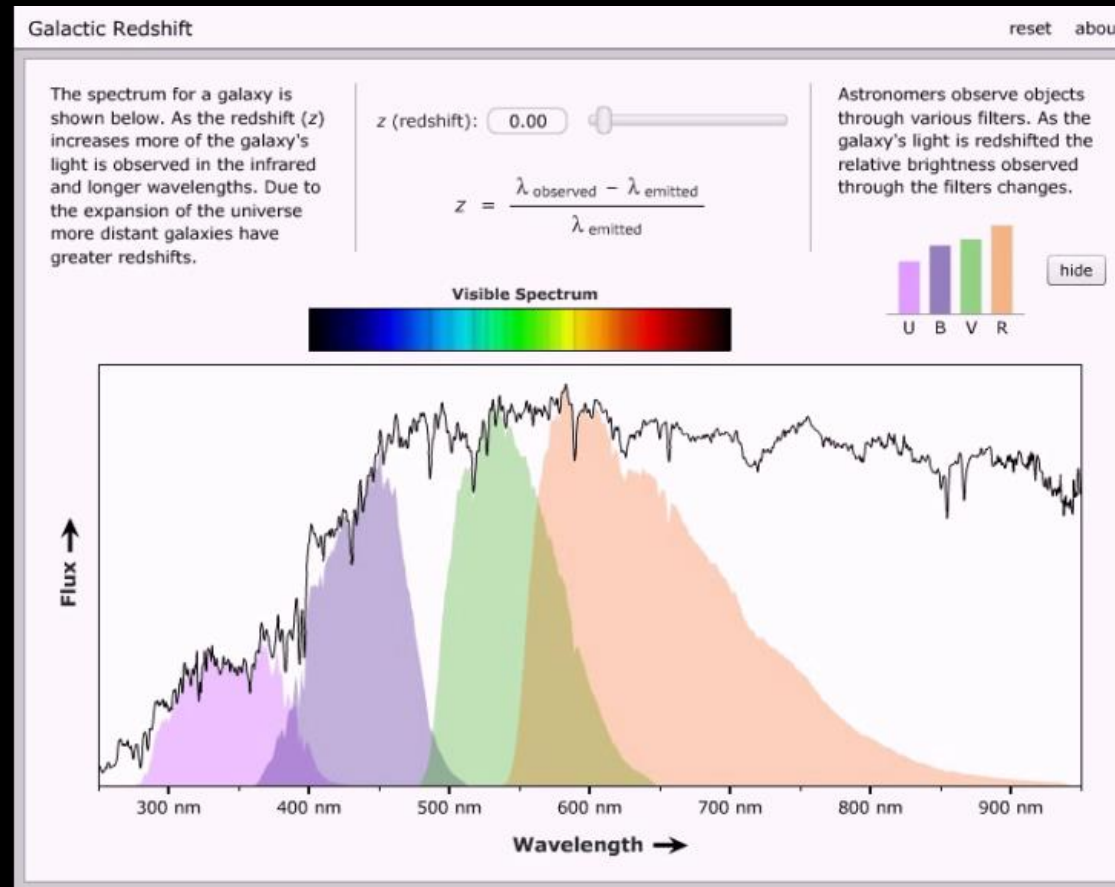 Galactic Redshift
reset
The spectrum for a galaxy is
shown below. As the redshift (z)
increases more of the galaxy's
light is observed in the infrared
and longer wavelengths. Due to
the expansion of the universe
more distant galaxies have
greater redshifts.
z (redshift): 0.00
z = λ observed − λ emitted
λ emitted
Astronomers observe objects
through various filters. As the
galaxy's light is redshifted the
relative brightness observed
through the filters changes.
hide
U B V R
Visible Spectrum
Flux
300 nm 400 nm 500 nm 600 nm 700 nm 800 nm 900 nm
Wavelength